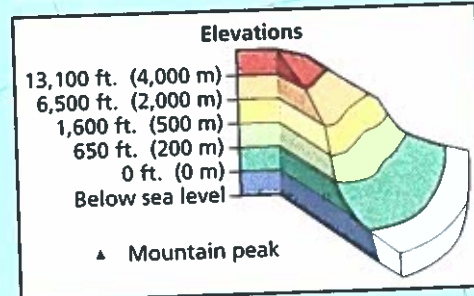 Elevations
13,100 ft. (4,000 m)
6,500 ft. (2,000 m)
1,600 ft. (500 m)
650 ft. (200 m)
0 ft. (0 m)
Below sea level
Mountain peak